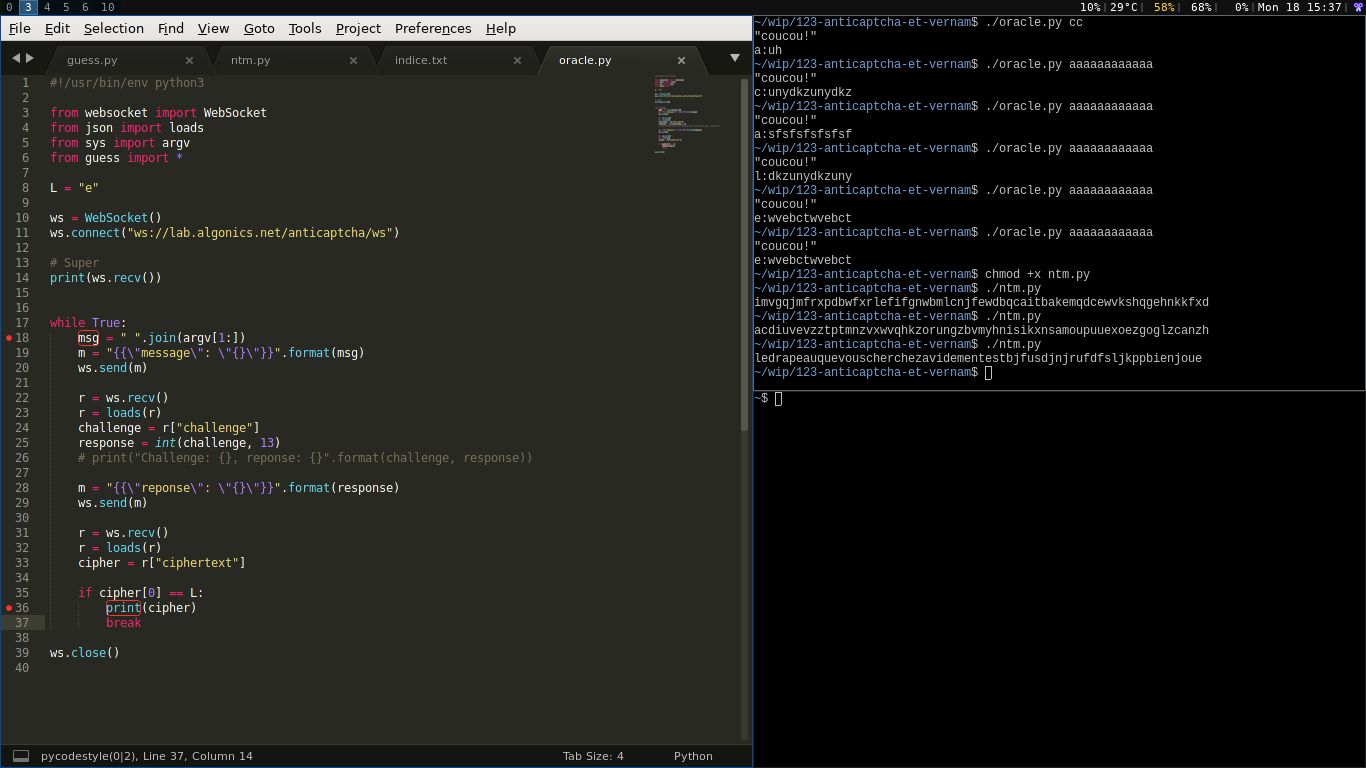 0 3 4 5 6 10 10%| 29°C| 58%| 68%| 0%|Mon 18 15:37|
File Edit Selection Find View Goto Tools Project Preferences Help
guess.py × ntm.py × indice.txt × oracle.py ×
1 #!/usr/bin/env python3
2
3 from websocket import WebSocket
4 from json import loads
5 from sys import argv
6 from guess import *
7
8 L = "e"
9
10 ws = WebSocket()
11 ws.connect("ws://lab.algonics.net/anticaptcha/ws")
12
13 # Super
14 print(ws.recv())
15
16
17 while True:
18 msg = " ".join(argv[1:])
19 m = "{{\"message\": \"{}\"}}".format(msg)
20 ws.send(m)
21
22 r = ws.recv()
23 r = loads(r)
24 challenge = r["challenge"]
25 response = int(challenge, 13)
26 # print("Challenge: {}, reponse: {}".format(challenge, response))
27
28 m = "{{\"reponse\": \"{}\"}}".format(response)
29 ws.send(m)
30
31 r = ws.recv()
32 r = loads(r)
33 cipher = r["ciphertext"]
34
35 if cipher[0] == L:
36 print(cipher)
37 break
38
39 ws.close()
40
pycodestyle(0|2), Line 37, Column 14 Tab Size: 4 Python
~/wip/123-anticaptcha-et-vernam$ ./oracle.py cc
"coucou!"
a:uh
~/wip/123-anticaptcha-et-vernam$ ./oracle.py aaaaaaaaaaaa
"coucou!"
c:unydkzunydkz
~/wip/123-anticaptcha-et-vernam$ ./oracle.py aaaaaaaaaaaa
"coucou!"
a:sfsfsfsfsfsf
~/wip/123-anticaptcha-et-vernam$ ./oracle.py aaaaaaaaaaaa
"coucou!"
l:dkzunydkzuny
~/wip/123-anticaptcha-et-vernam$ ./oracle.py aaaaaaaaaaaa
"coucou!"
e:wvebctwvebct
~/wip/123-anticaptcha-et-vernam$ ./oracle.py aaaaaaaaaaaa
"coucou!"
e:wvebctwvebct
~/wip/123-anticaptcha-et-vernam$ chmod +x ntm.py
~/wip/123-anticaptcha-et-vernam$ ./ntm.py
imvgqjmfrxpdbwfxrlefifgnwbmlcnjfewdbqcaitbakemqdcewvkshqgehnkkfxd
~/wip/123-anticaptcha-et-vernam$ ./ntm.py
acdiuvevzztptmnzvxwvqhkzorungzbvmyhnisikxnsamoupuuexoezgoglzcanzh
~/wip/123-anticaptcha-et-vernam$ ./ntm.py
ledrapeauquevouscherchezavidementestbjfusdjnjrufdfsljkppbienjoue
~/wip/123-anticaptcha-et-vernam$
~$